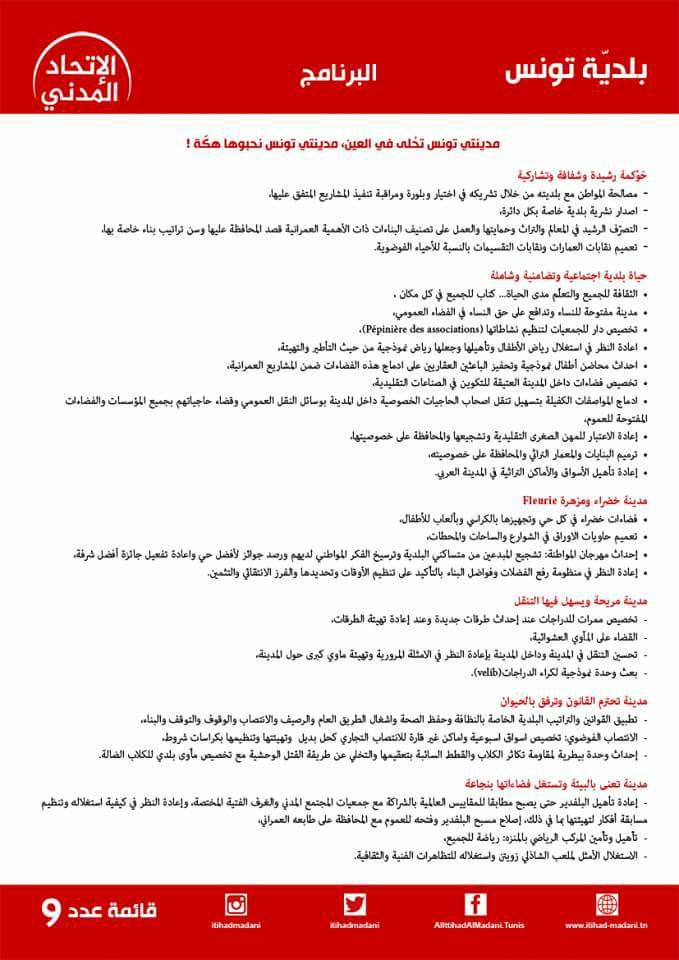 بلديّة تونس
البرنامج
الإتحاد
المدني
مدينتي تونس تحْلى في العين، مدينتي تونس نحبوها هكّة !
حَوْكمة رشيدة وشفافة وتشاركية
- مصالحة المواطن مع بلديته من خلال تشريكه في اختيار وبلورة ومراقبة تنفيذ المشاريع المتفق عليها،
- اصدار نشرية بلدية خاصة بكل دائرة،
- التصرّف الرشيد في المعالم والتراث وحمايتها والعمل على تصنيف البناءات ذات الأهمية العمرانية قصد المحافظة عليها وسن تراتيب بناء خاصة بها،
- تعميم نقابات العمارات ونقابات التقسيمات بالنسبة للأحياء الفوضوية.
حياة بلدية اجتماعية وتضامنية وشاملة
• الثقافة للجميع والتعلّم مدى الحياة... كتاب للجميع في كل مكان ،
• مدينة مفتوحة للنساء وتدافع على حق النساء في الفضاء العمومي،
• تخصيص دار للجمعيات لتنظيم نشاطاتها (Pépinière des associations)،
• اعادة النظر في استغلال رياض الأطفال وتأهيلها وجعلها رياض نموذجية من حيث التأطير والتهيئة،
• احداث محاضن أطفال نموذجية وتحفيز الباعثين العقاريين على ادماج هذه الفضاءات ضمن المشاريع العمرانية،
• تخصيص فضاءات داخل المدينة العتيقة للتكوين في الصناعات التقليدية،
• ادماج المواصفات الكفيلة بتسهيل تنقل اصحاب الحاجيات الخصوصية داخل المدينة بوسائل النقل العمومي وقضاء حاجياتهم بجميع المؤسسات والفضاءات
المفتوحة للعموم،
• إعادة الاعتبار للمهن الصغرى التقليدية وتشجيعها والمحافظة على خصوصيتها،
• ترميم البنايات والمعمار التراثي والمحافظة على خصوصيته،
• إعادة تأهيل الأسواق والأماكن التراثية في المدينة العربي.
مدينة خضراء ومزهرة Fleurie
• فضاءات خضراء في كل حي وتجهيزها بالكراسي وبألعاب للأطفال،
• تعميم حاويات الاوراق في الشوارع والساحات والمحطات،
• إحداث مهرجان المواطنة: تشجيع المبدعين من متساكني البلدية وترسيخ الفكر المواطني لديهم ورصد جوائز لأفضل حي واعادة تفعيل جائزة أفضل شرفة،
• إعادة النظر في منظومة رفع الفضلات وفواضل البناء بالتأكيد على تنظيم الأوقات وتحديدها والفرز الانتقائي والتثمين.
مدينة مريحة ويسهل فيها التنقل
- تخصيص ممرات للدراجات عند إحداث طرقات جديدة وعند إعادة تهيئة الطرقات،
- القضاء على المآوي العشوائية،
- تحسين التنقل في المدينة وداخل المدينة بإعادة النظر في الامثلة المرورية وتهيئة ماوي كبرى حول المدينة،
- بعث وحدة نموذجية لكراء الدراجات(velib).
مدينة تحترم القانون وترفق بالحيوان
- تطبيق القوانين والتراتيب البلدية الخاصة بالنظافة وحفظ الصحة واشغال الطريق العام والرصيف والانتصاب والوقوف والتوقف والبناء،
- الانتصاب الفوضوي: تخصيص اسواق اسبوعية واماكن غير قارة للانتصاب التجاري كحل بديل وتهيئتها وتنظيمها بكراسات شروط،
- إحداث وحدة بيطرية لمقاومة تكاثر الكلاب والقطط السائبة بتعقيمها والتخلي عن طريقة القتل الوحشية مع تخصيص مأوى بلدي للكلاب الضالة.
مدينة تعنى بالبيئة وتستغل فضاءاتها بنجاعة
- إعادة تأهيل البلفدير حتى يصبح مطابقا للمقاييس العالمية بالشراكة مع جمعيات المجتمع المدني والغرف الفتية المختصة، وإعادة النظر في كيفية استغلاله وتنظيم
مسابقة أفكار لتهيئتها بما في ذلك، إصلاح مسبح البلفدير وفتحه للعموم مع المحافظة على طابعه العمراني،
- تأهيل وتأمين المركب الرياضي بالمنزه: رياضة للجميع،
- الاستغلال الأمثل لملعب الشاذلي زويتن واستغلاله للتظاهرات الفنية والثقافية.
قائمة عدد 9
itihadmadani
itihadmadani
AlIttihadAlMadani.Tunis
www.itihad-madani.tn